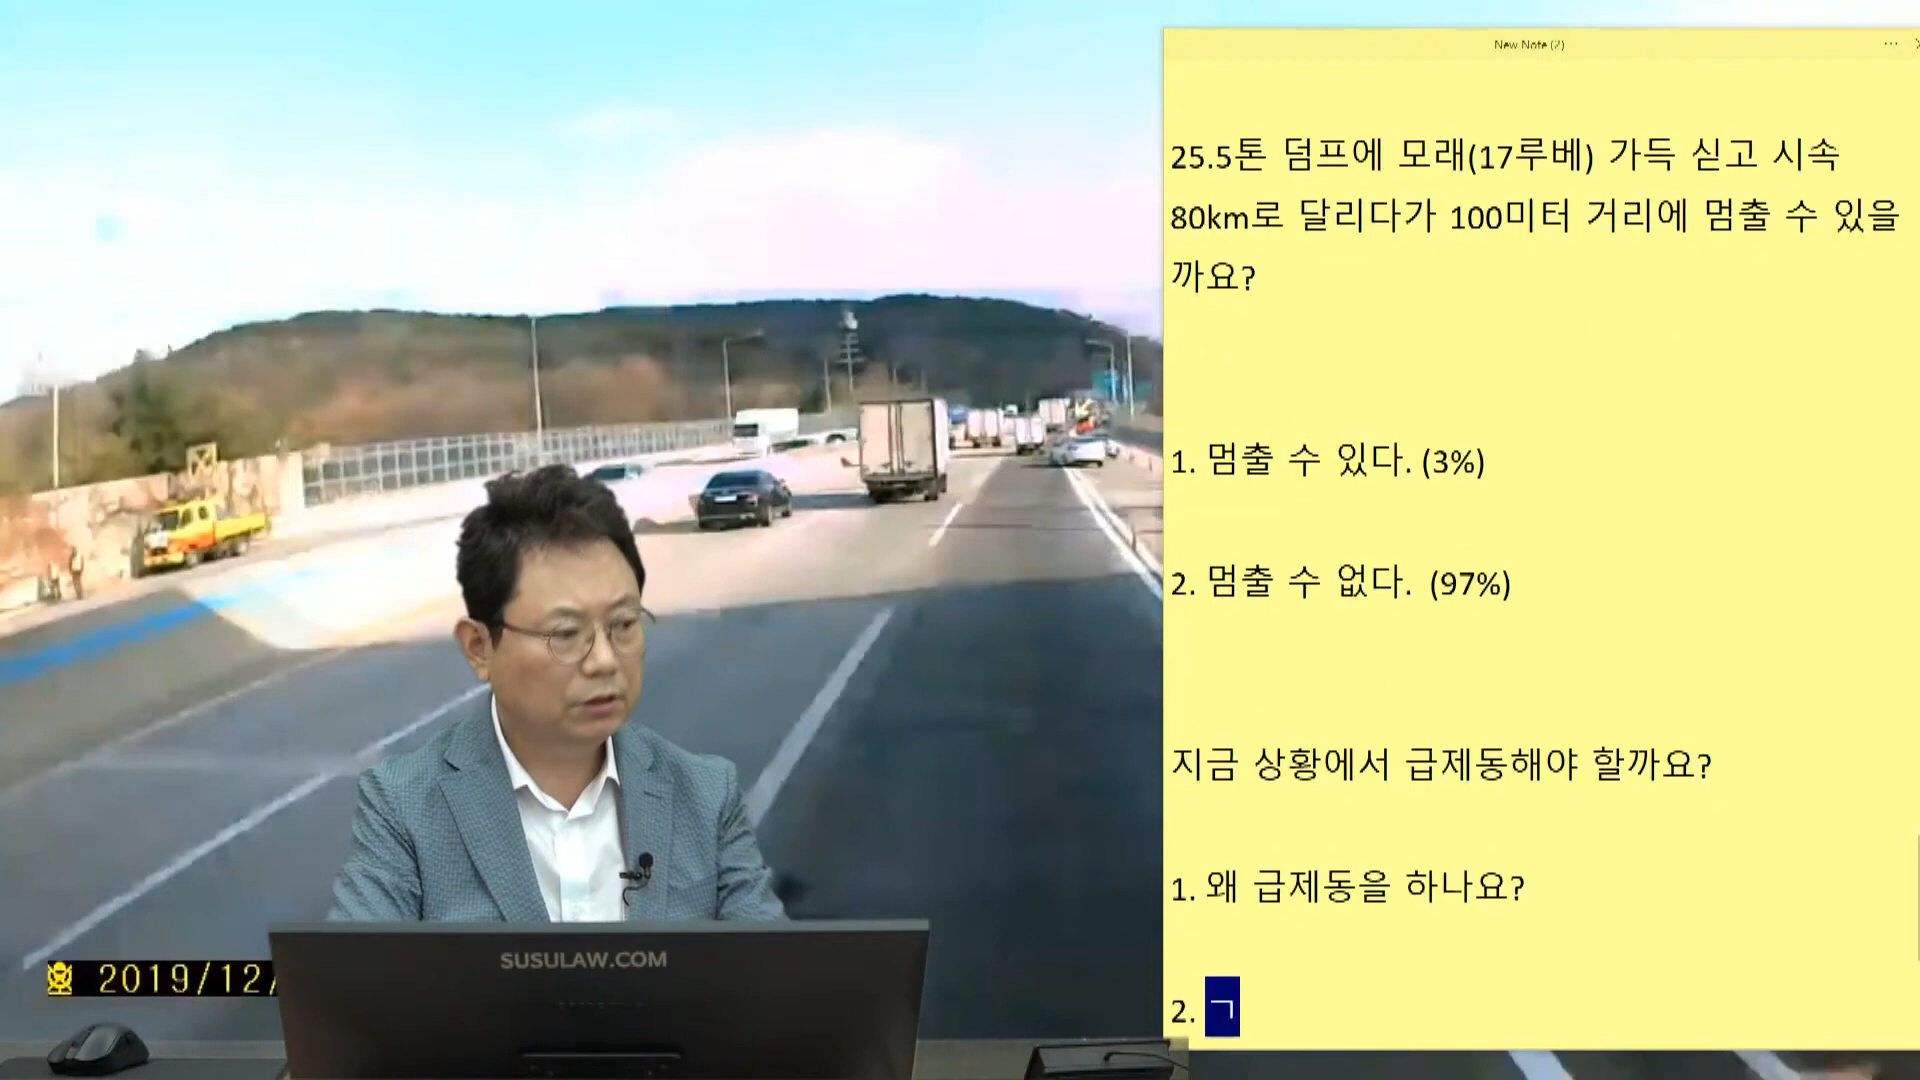 New Note (2)
25.5톤 덤프에 모래(17루베) 가득 싣고 시속
80km로 달리다가 100미터 거리에 멈출 수 있을
까요?
1. 멈출 수 있다. (3%)
2. 멈출 수 없다. (97%)
지금 상황에서 급제동해야 할까요?
1. 왜 급제동을 하나요?
2. ㄱ
2019/12/
SUSULAW.COM